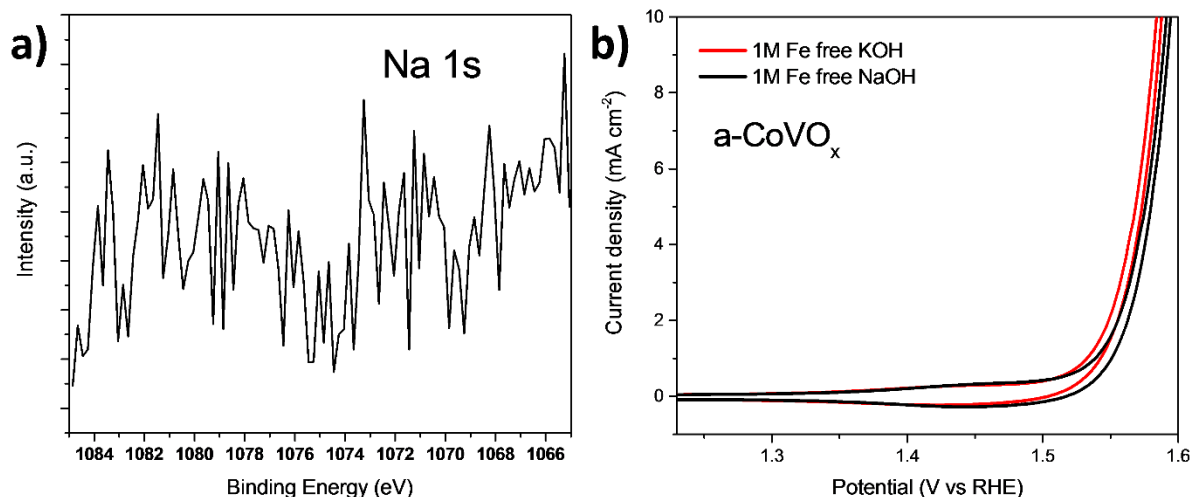 a)
Na 1s
Intensity (a.u.)
1084 1082 1080 1078 1076 1074 1072 1070 1068 1066
Binding Energy (eV)
b)
1M Fe free KOH
1M Fe free NaOH
a-CoVOₓ
Current density (mA cm⁻²)
10
8
6
4
2
0
1.3 1.4 1.5 1.6
Potential (V vs RHE)